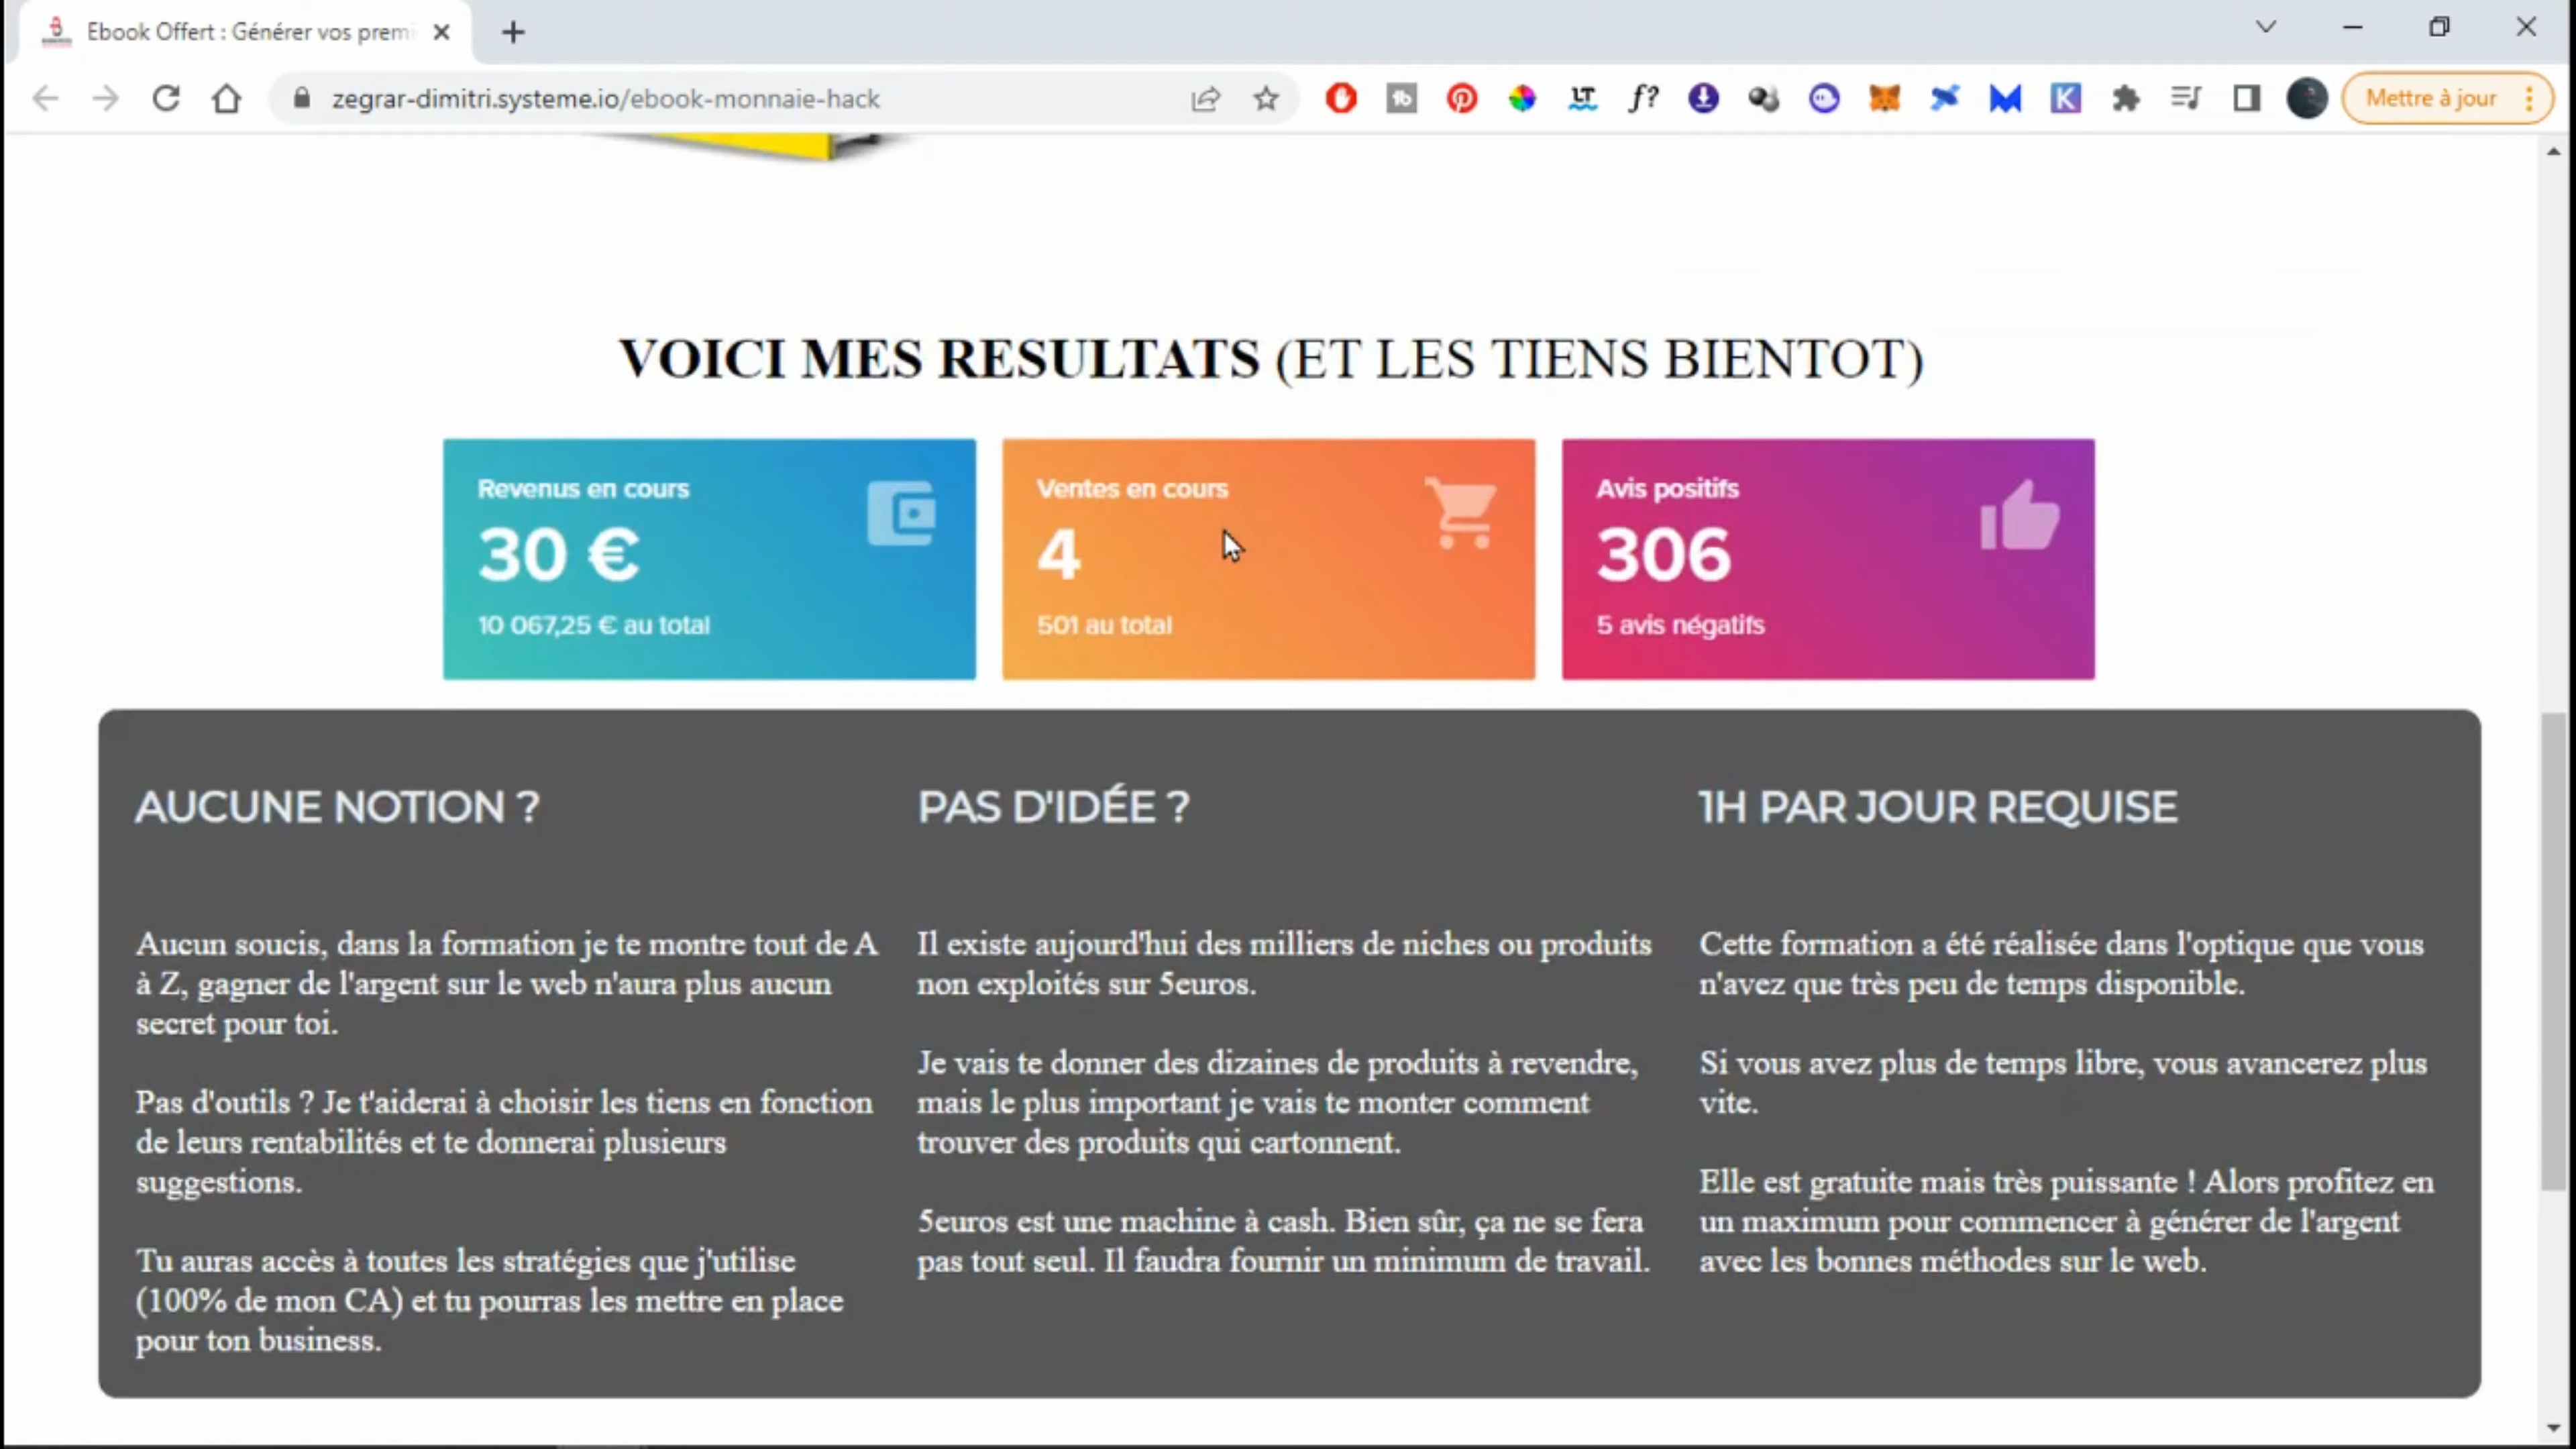 Ebook Offert : Générer vos prem
zegrar-dimitri.systeme.io/ebook-monnaie-hack
Mettre à jour
VOICI MES RESULTATS (ET LES TIENS BIENTOT)
Revenus en cours
30 €
10 067,25 € au total
Ventes en cours
4
501 au total
Avis positifs
306
5 avis négatifs
AUCUNE NOTION ?
Aucun soucis, dans la formation je te montre tout de A
à Z, gagner de l'argent sur le web n'aura plus aucun
secret pour toi.
Pas d'outils ? Je t'aiderai à choisir les tiens en fonction
de leurs rentabilités et te donnerai plusieurs
suggestions.
Tu auras accès à toutes les stratégies que j'utilise
(100% de mon CA) et tu pourras les mettre en place
pour ton business.
PAS D'IDÉE ?
Il existe aujourd'hui des milliers de niches ou produits
non exploités sur 5euros.
Je vais te donner des dizaines de produits à revendre,
mais le plus important je vais te monter comment
trouver des produits qui cartonnent.
5euros est une machine à cash. Bien sûr, ça ne se fera
pas tout seul. Il faudra fournir un minimum de travail.
1H PAR JOUR REQUISE
Cette formation a été réalisée dans l'optique que vous
n'avez que très peu de temps disponible.
Si vous avez plus de temps libre, vous avancerez plus
vite.
Elle est gratuite mais très puissante ! Alors profitez en
un maximum pour commencer à générer de l'argent
avec les bonnes méthodes sur le web.